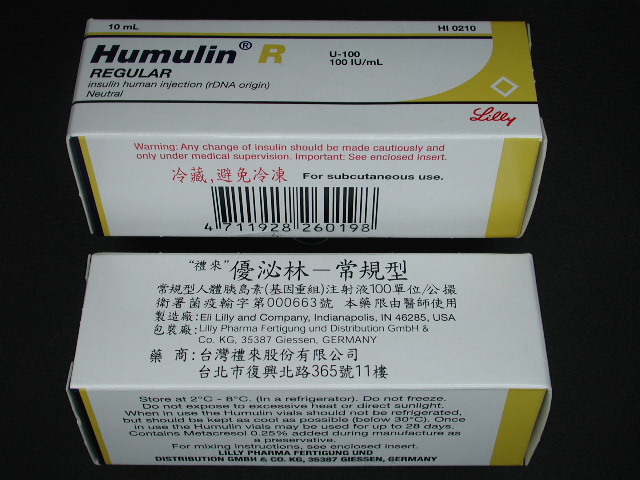 10 mL
HI 0210
Humulin® R
U-100
100 IU/mL
REGULAR
insulin human injection (rDNA origin)
Neutral
Lilly
Warning: Any change of insulin should be made cautiously and
only under medical supervision. Important: See enclosed insert.
冷藏,避免冷凍 For subcutaneous use.
4 711928 260198
“禮來”優泌林－常規型
常規型人體胰島素(基因重組)注射液100單位/公撮
衛署菌疫輸字第000663號 本藥限由醫師使用
製造廠:Eli Lilly and Company, Indianapolis, IN 46285, USA
包裝廠:Lilly Pharma Fertigung und Distribution GmbH &
Co. KG, 35387 Giessen, GERMANY
藥 商:台灣禮來股份有限公司
台北市復興北路365號11樓
Store at 2°C - 8°C. (In a refrigerator). Do not freeze.
Do not expose to excessive heat or direct sunlight.
When in use the Humulin vials should not be refrigerated,
but should be kept as cool as possible (below 30°C). Once
in use the Humulin vials may be used for up to 28 days.
Contains Metacresol 0.25% added during manufacture as
a preservative.
For mixing instructions, see enclosed insert.
LILLY PHARMA FERTIGUNG UND
DISTRIBUTION GMBH & CO. KG, 35387 GIESSEN, GERMANY